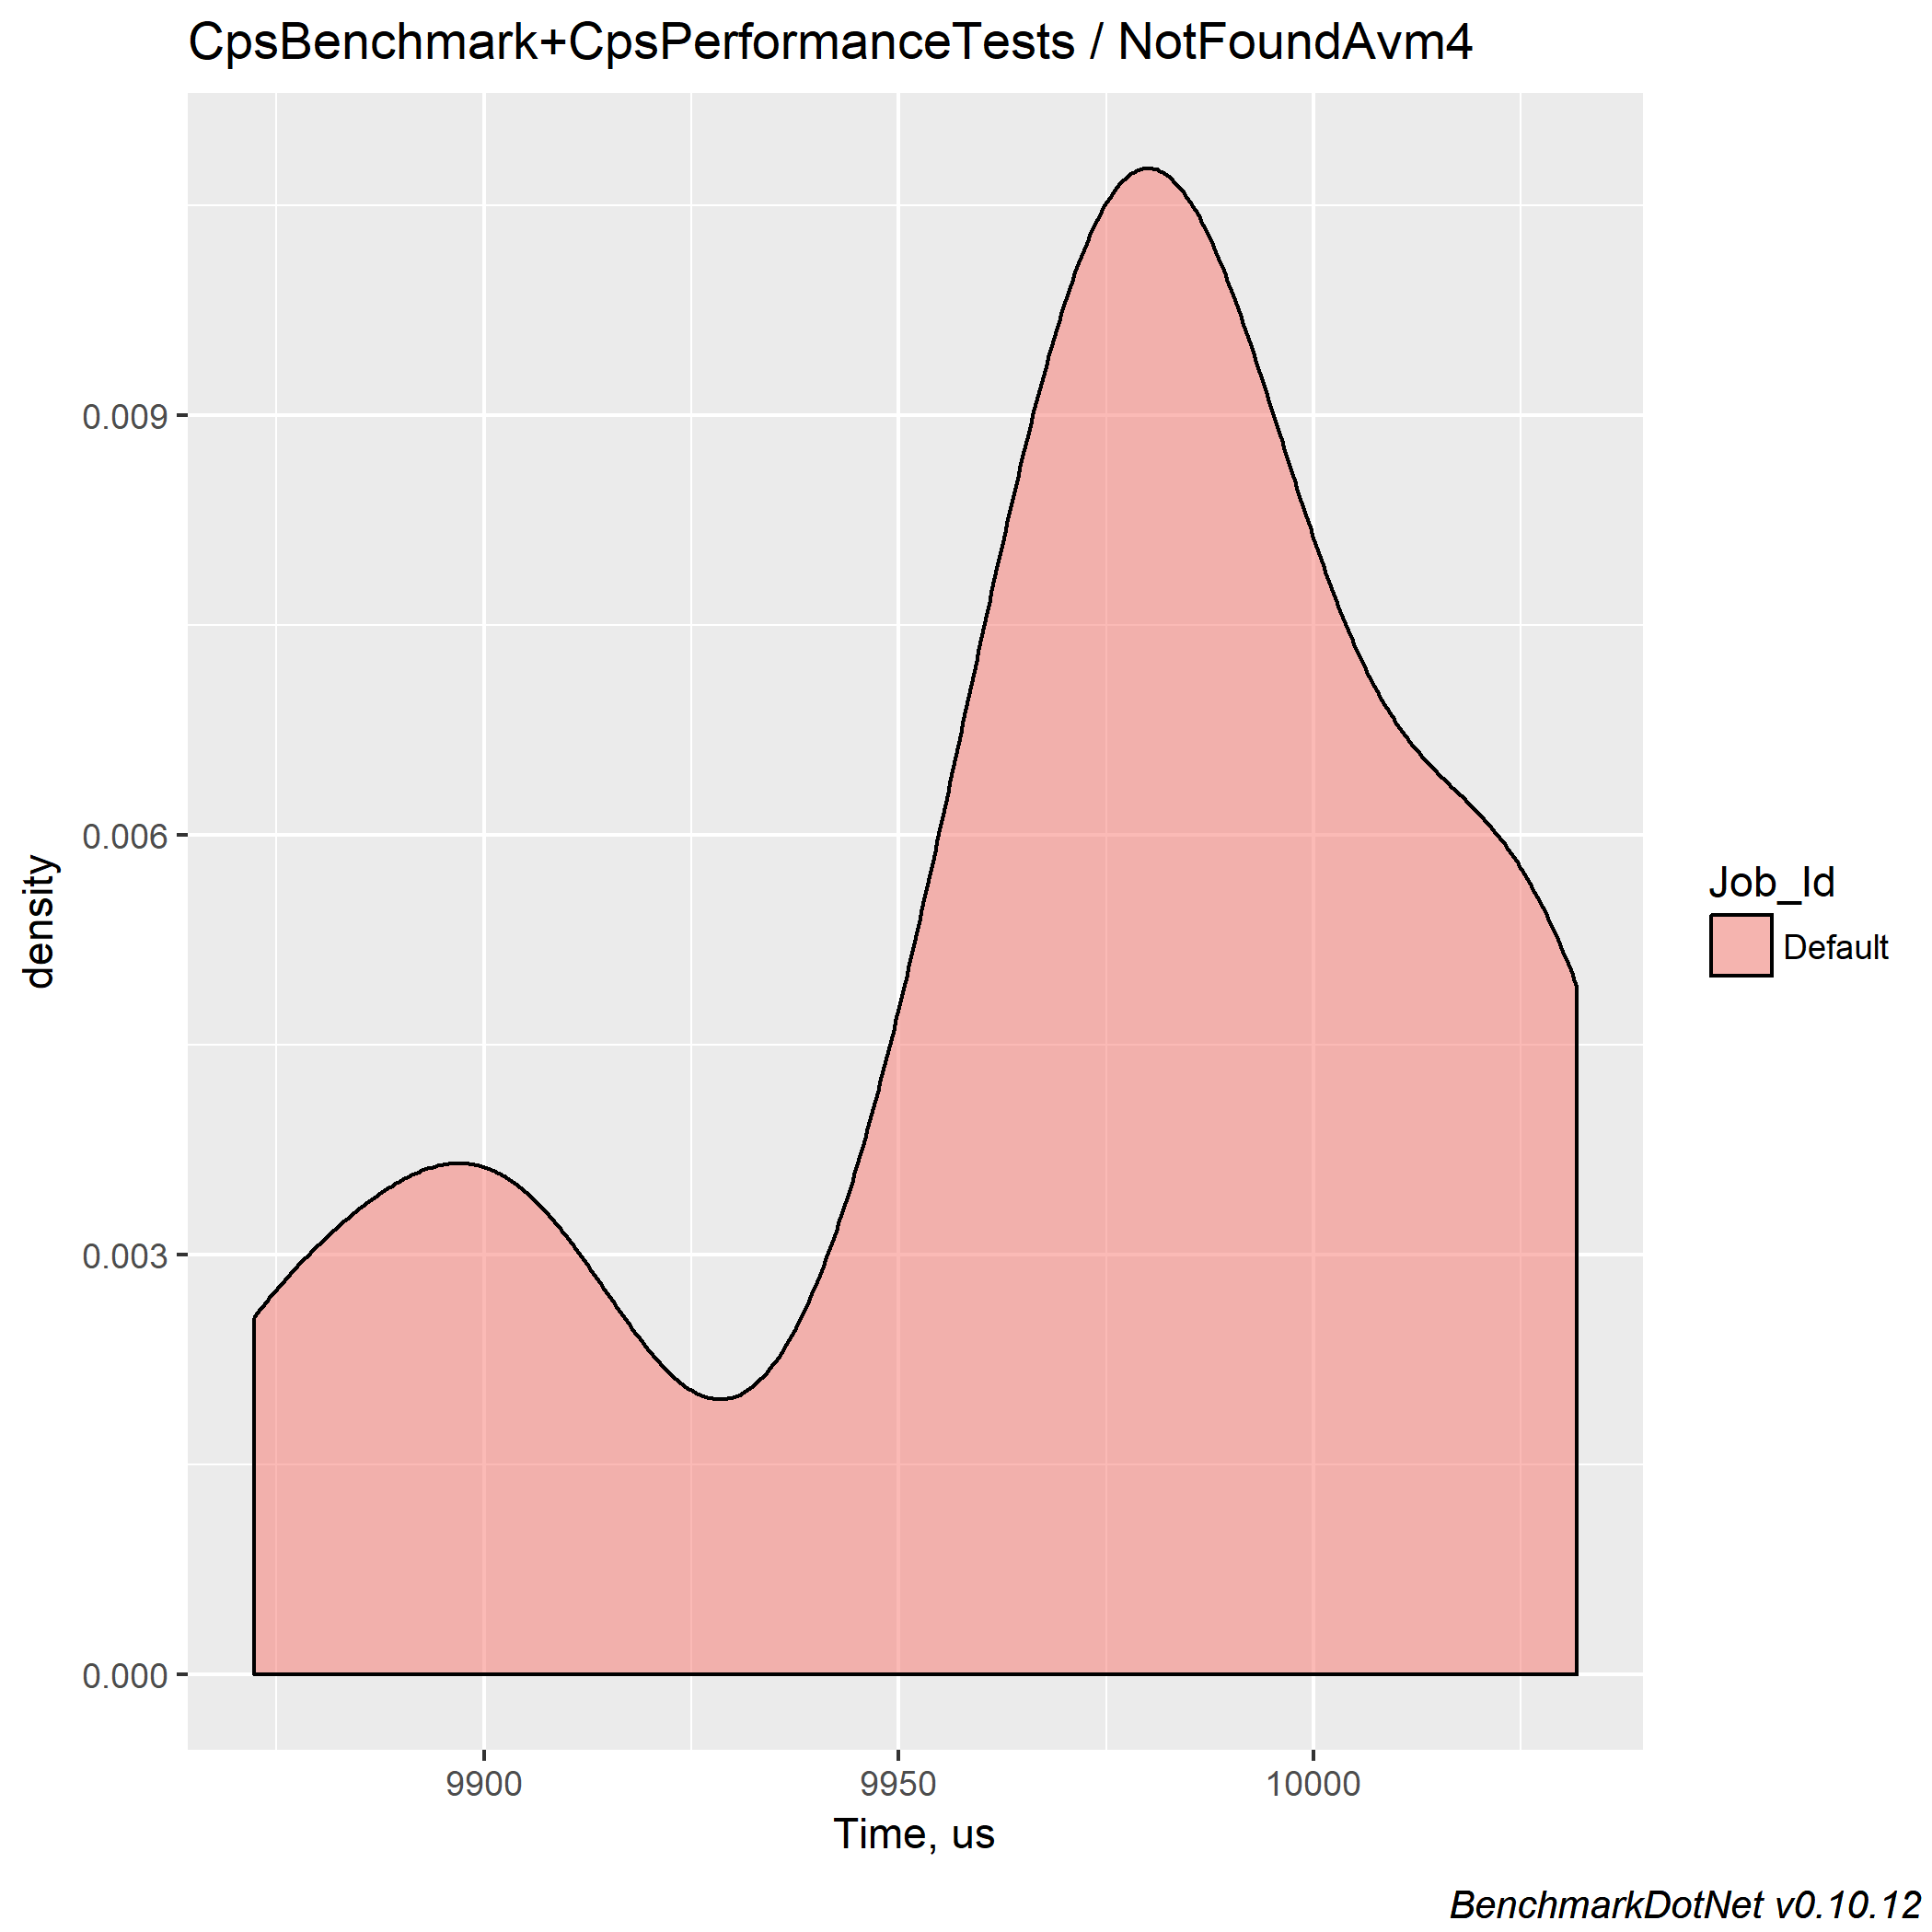 CpsBenchmark+CpsPerformanceTests / NotFoundAvm4
0.009
0.006
0.003
0.000
density
9900 9950 10000
Time, us
Job_Id
Default
BenchmarkDotNet v0.10.12